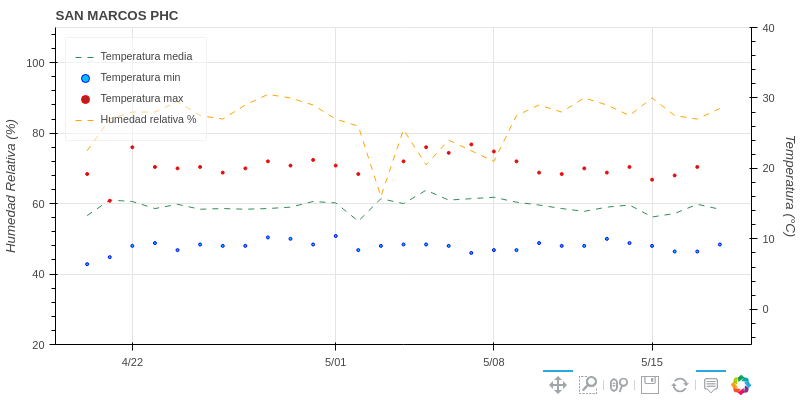 SAN MARCOS PHC
Temperatura media
Temperatura min
Temperatura max
Humedad relativa %
Humedad Relativa (%)
100
80
60
40
20
40
30
20
10
0
Temperatura (°C)
4/22
5/01
5/08
5/15